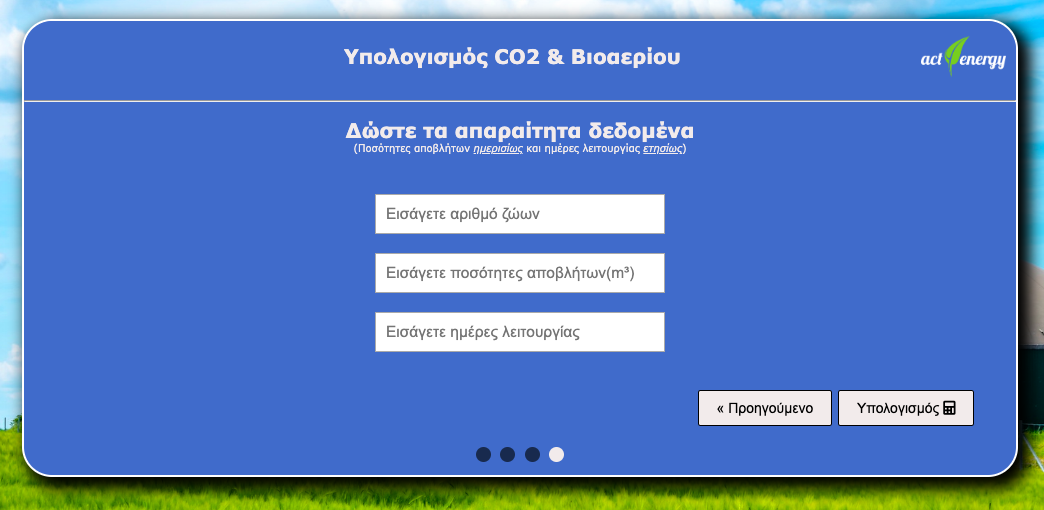 Υπολογισμός CO2 & Βιοαερίου
act energy
Δώστε τα απαραίτητα δεδομένα
(Ποσότητες αποβλήτων ημερισίως και ημέρες λειτουργίας ετησίως)
Εισάγετε αριθμό ζώων
Εισάγετε ποσότητες αποβλήτων(m³)
Εισάγετε ημέρες λειτουργίας
« Προηγούμενο
Υπολογισμός